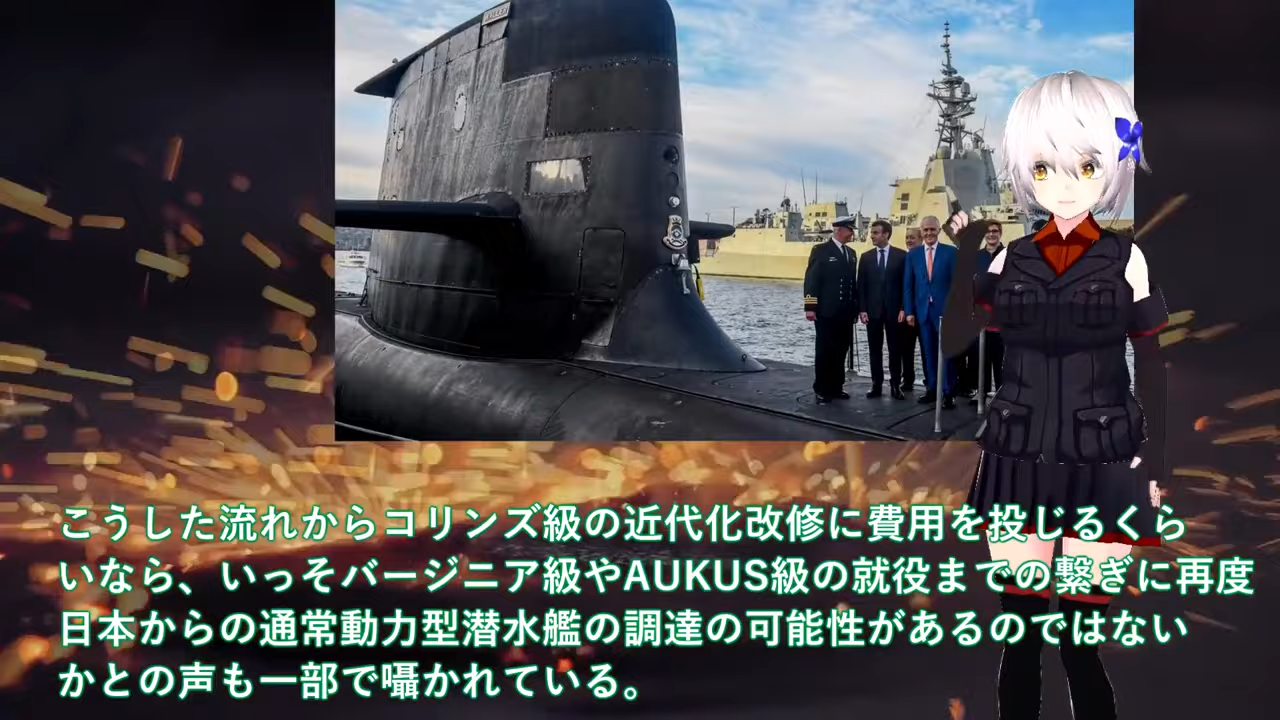 こうした流れからコリンズ級の近代化改修に費用を投じるくら
いなら、いっそバージニア級やAUKUS級の就役までの繋ぎに再度
日本からの通常動力型潜水艦の調達の可能性があるのではない
かとの声も一部で囁かれている。